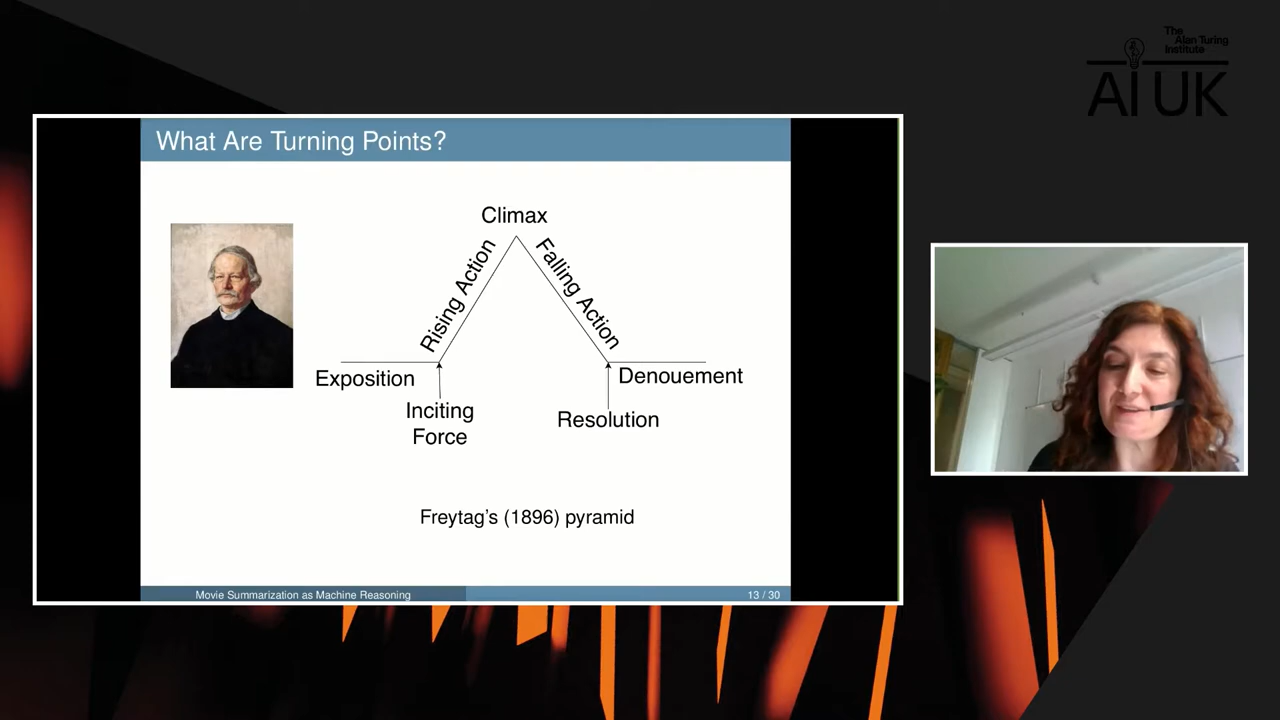 The
Alan Turing
Institute
AI UK
What Are Turning Points?
Climax
Rising Action
Falling Action
Exposition
Denouement
Inciting
Force
Resolution
Freytag's (1896) pyramid
Movie Summarization as Machine Reasoning
13 / 30